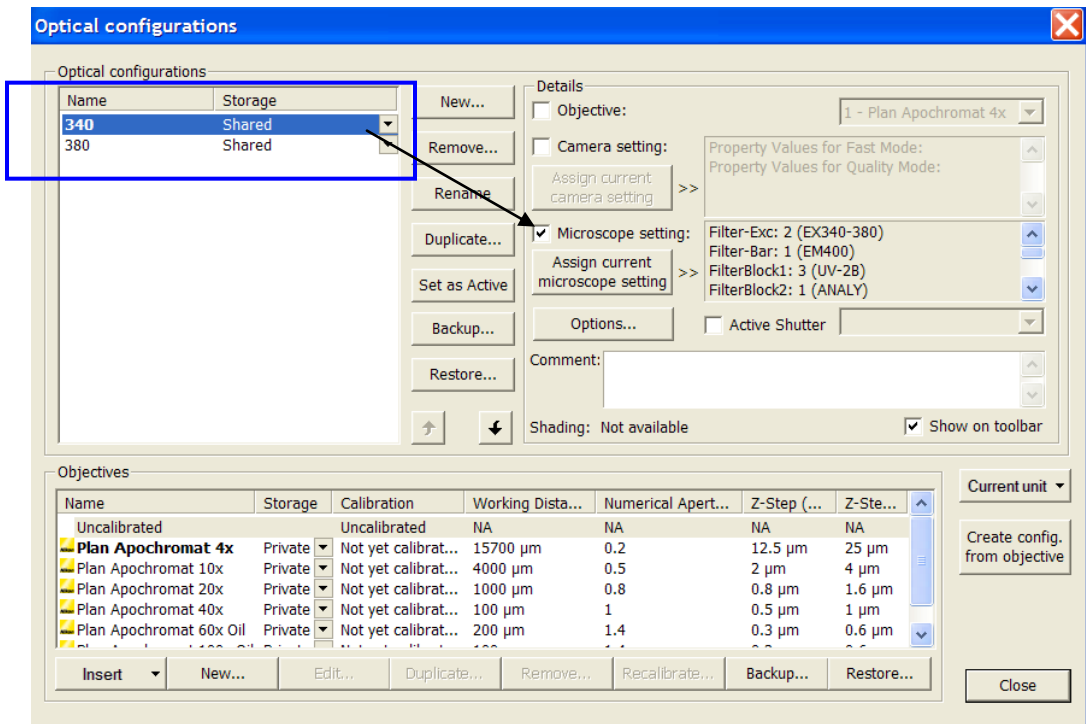 Optical configurations
Optical configurations
Name Storage
340 Shared
380 Shared
New...
Remove...
Rename
Duplicate...
Set as Active
Backup...
Restore...
Details
Objective: 1 - Plan Apochromat 4x
Camera setting: Property Values for Fast Mode:
Property Values for Quality Mode:
Assign current
camera setting >>
Microscope setting: Filter-Exc: 2 (EX340-380)
Filter-Bar: 1 (EM400)
FilterBlock1: 3 (UV-2B)
FilterBlock2: 1 (ANALY)
Assign current
microscope setting >>
Options... Active Shutter
Comment:
Shading: Not available Show on toolbar
Objectives
Name Storage Calibration Working Dista... Numerical Apert... Z-Step (... Z-Ste...
Uncalibrated Uncalibrated NA NA NA NA
Plan Apochromat 4x Private Not yet calibrat... 15700 µm 0.2 12.5 µm 25 µm
Plan Apochromat 10x Private Not yet calibrat... 4000 µm 0.5 2 µm 4 µm
Plan Apochromat 20x Private Not yet calibrat... 1000 µm 0.8 0.8 µm 1.6 µm
Plan Apochromat 40x Private Not yet calibrat... 100 µm 1 0.5 µm 1 µm
Plan Apochromat 60x Oil Private Not yet calibrat... 200 µm 1.4 0.3 µm 0.6 µm
Insert New... Edit... Duplicate... Remove... Recalibrate... Backup... Restore...
Current unit
Create config.
from objective
Close